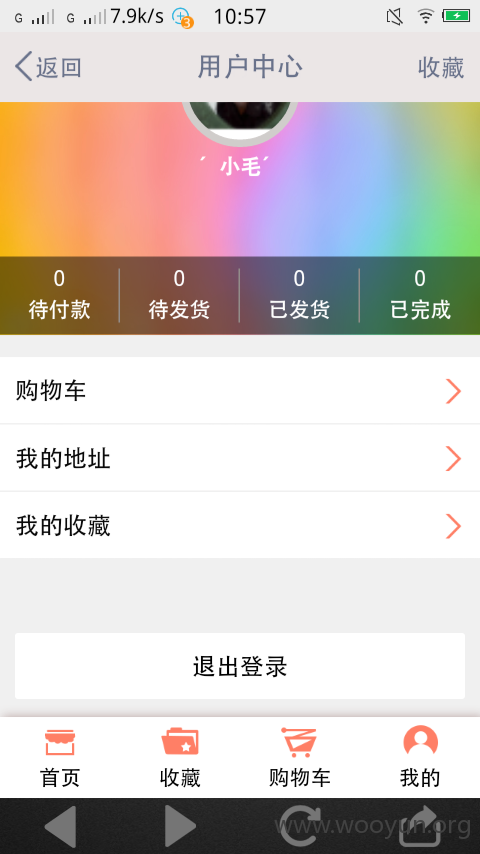 G G 7.9k/s 3 10:57
返回 用户中心 收藏
´ 小毛´
0 0 0 0
待付款 待发货 已发货 已完成
购物车
我的地址
我的收藏
退出登录
首页 收藏 购物车 我的
www.wooyun.org